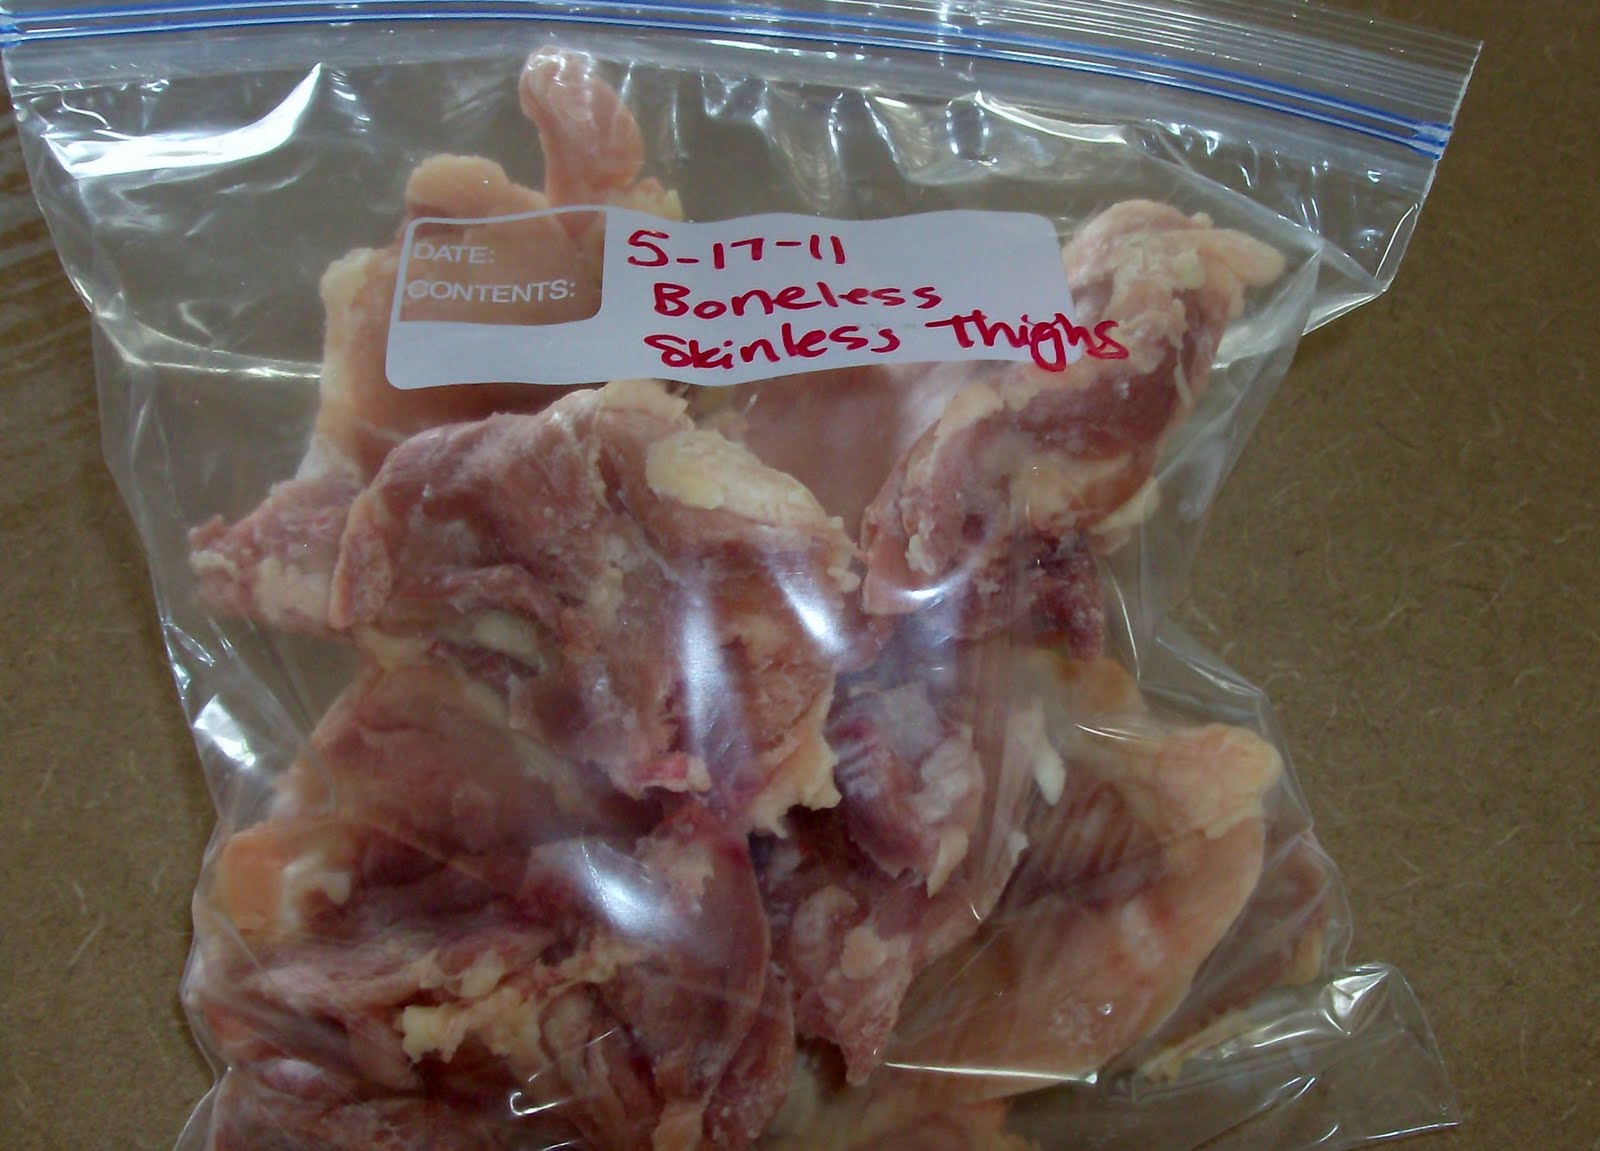 DATE: 5-17-11
CONTENTS: Boneless
Skinless Thighs